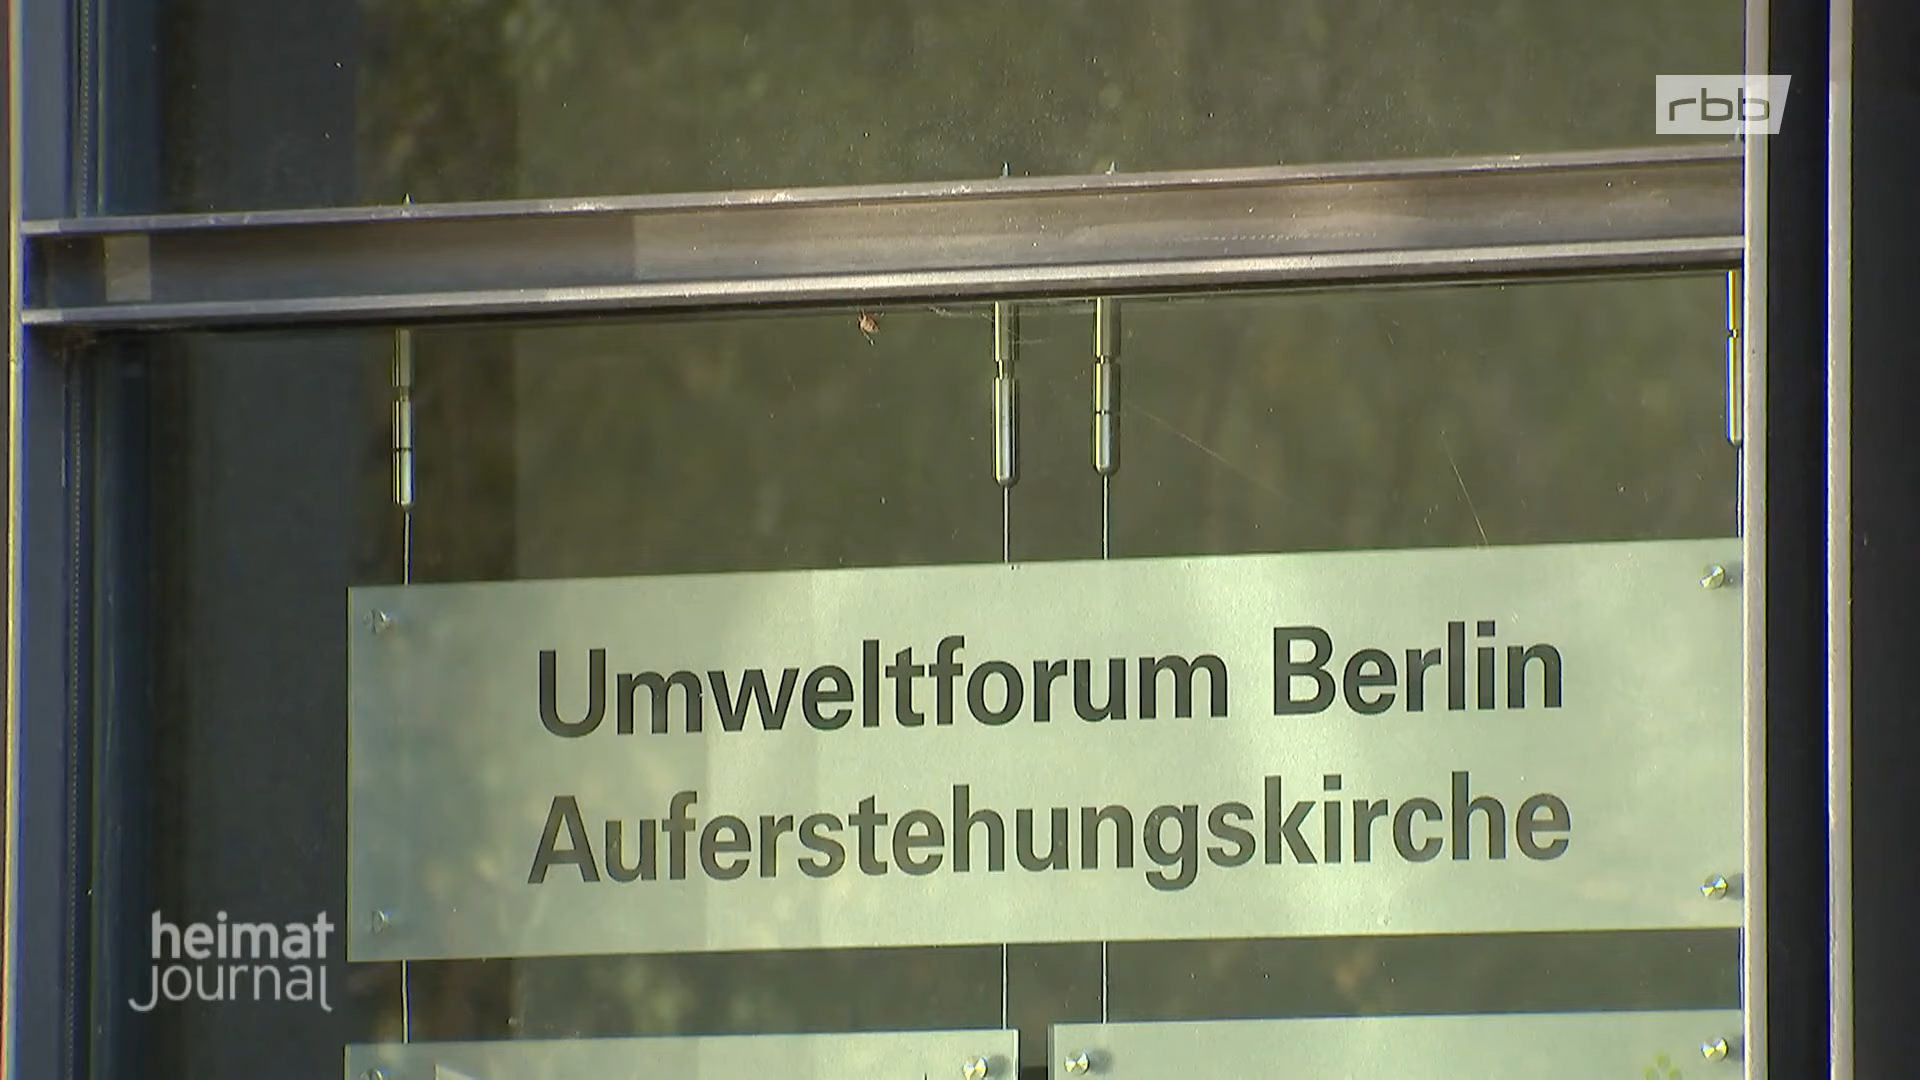 rbb
Umweltforum Berlin
Auferstehungskirche
heimat
journal